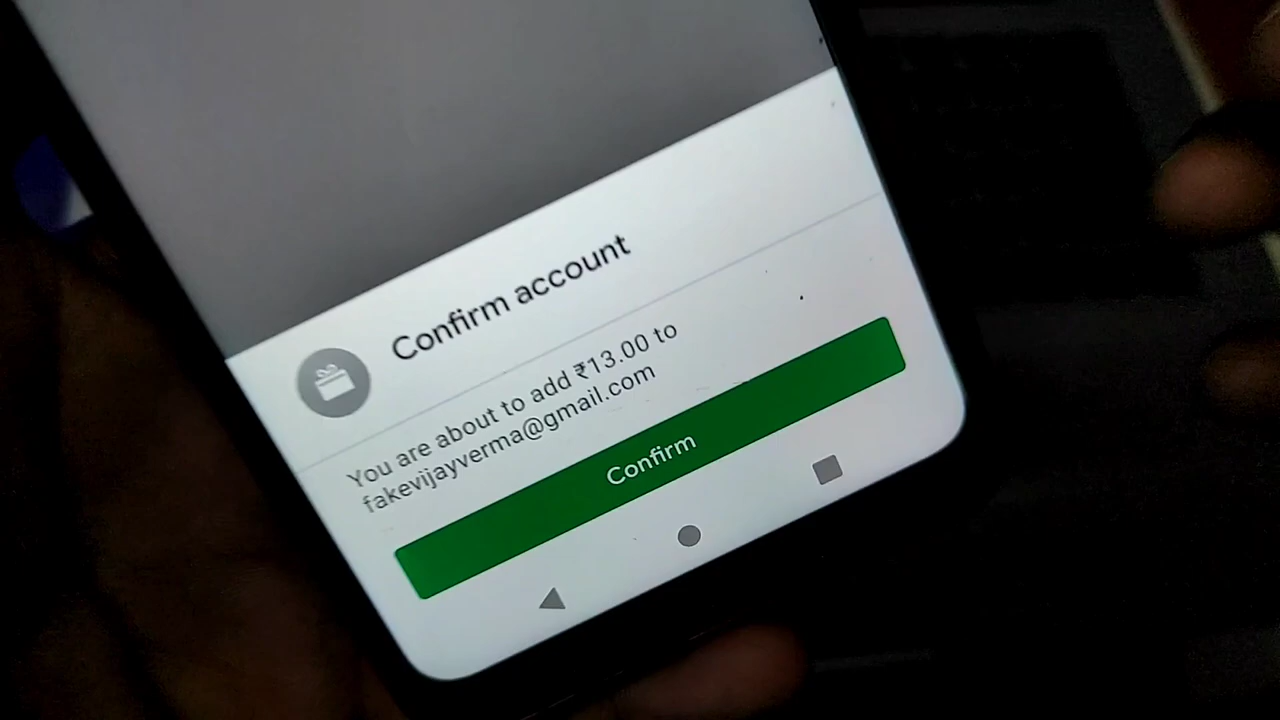 Confirm account
You are about to add ₹13.00 to
fakevijayverma@gmail.com
Confirm